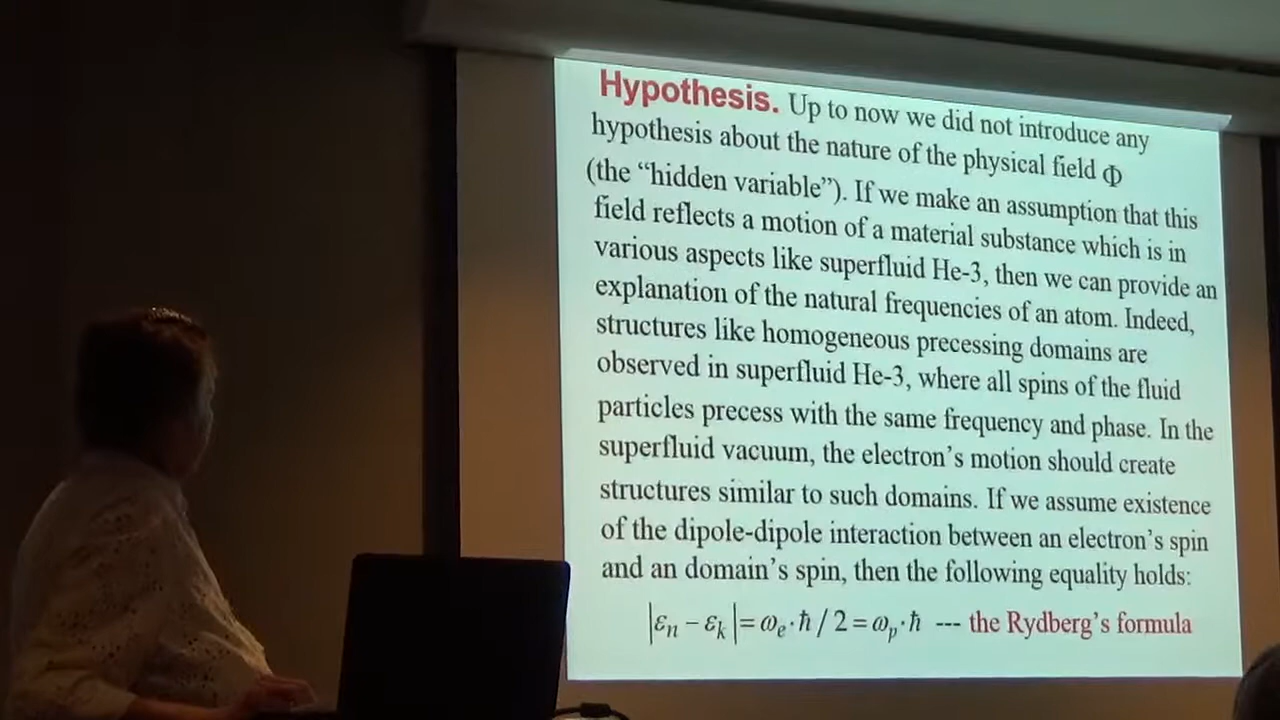 Hypothesis. Up to now we did not introduce any
hypothesis about the nature of the physical field Φ
(the “hidden variable”). If we make an assumption that this
field reflects a motion of a material substance which is in
various aspects like superfluid He-3, then we can provide an
explanation of the natural frequencies of an atom. Indeed,
structures like homogeneous precessing domains are
observed in superfluid He-3, where all spins of the fluid
particles precess with the same frequency and phase. In the
superfluid vacuum, the electron’s motion should create
structures similar to such domains. If we assume existence
of the dipole-dipole interaction between an electron’s spin
and an domain’s spin, then the following equality holds:
|εₙ − εₖ| = ωₑ · ħ / 2 = ωₚ · ħ --- the Rydberg’s formula